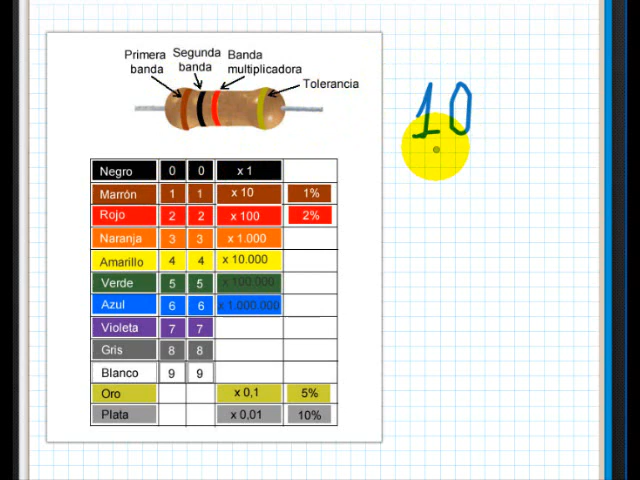 Primera banda
Segunda banda
Banda multiplicadora
Tolerancia
10
Negro 0 0 x 1
Marrón 1 1 x 10 1%
Rojo 2 2 x 100 2%
Naranja 3 3 x 1.000
Amarillo 4 4 x 10.000
Verde 5 5 x 100.000
Azul 6 6 x 1.000.000
Violeta 7 7
Gris 8 8
Blanco 9 9
Oro x 0,1 5%
Plata x 0,01 10%